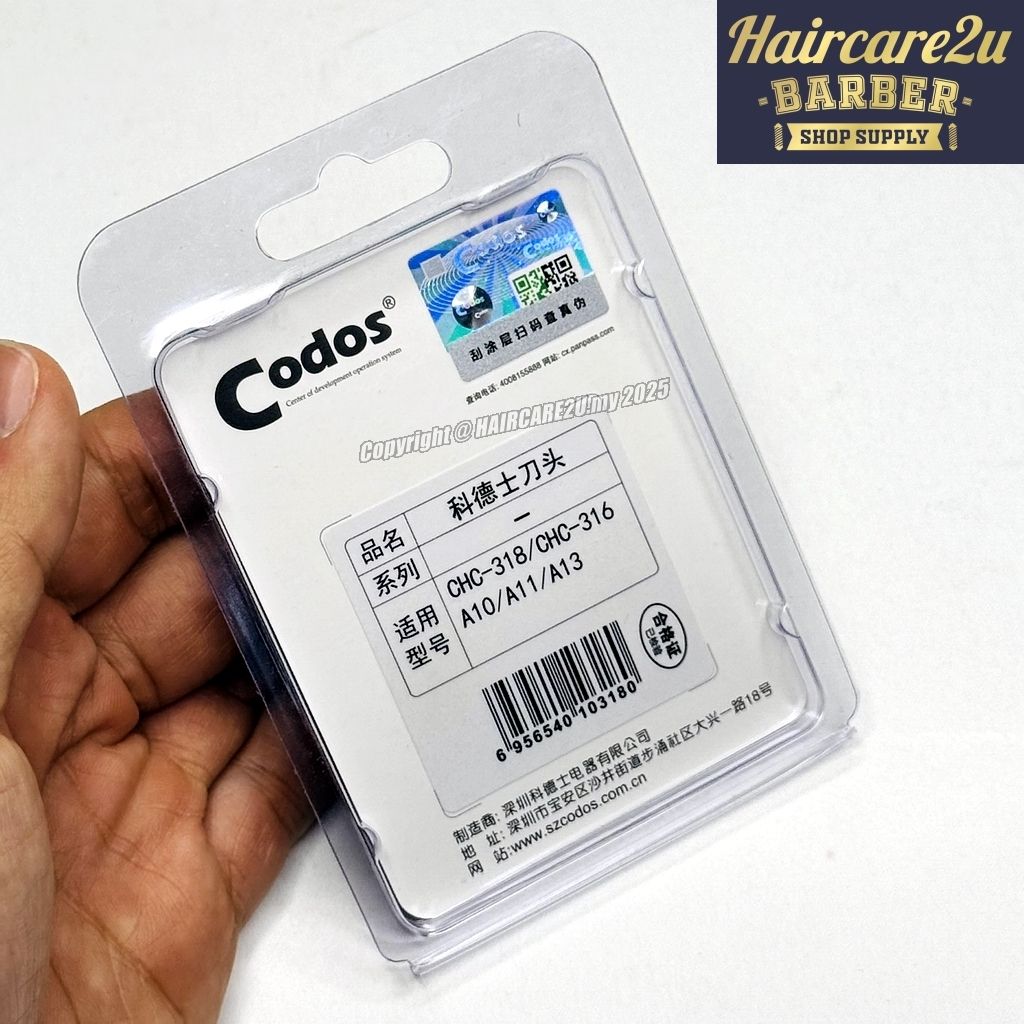 Haircare2u
BARBER
SHOP SUPPLY
Codos
Codos
Codos
刮涂层扫码查真伪
查询电话: 4008155888 网站: cx.panpass.com
Codos®
Center of development operation system
Copyright @ HAIRCARE2U.my 2025
品名 科德士刀头
系列 —
适用型号 CHC-318/CHC-316
A10/A11/A13
合格证
6 956540 103180
制造商: 深圳科德士电器有限公司
地 址: 深圳市宝安区沙井街道步涌社区大兴一路18号
网 站:www.szcodos.com.cn